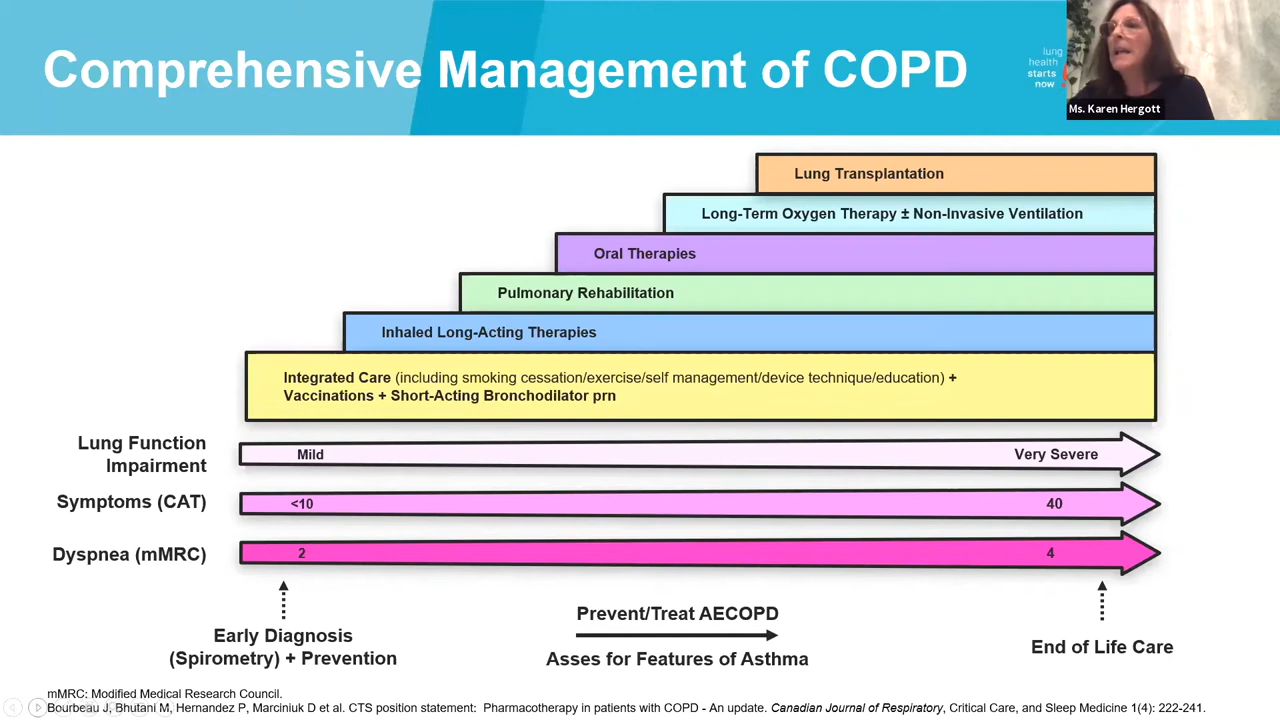 Comprehensive Management of COPD
lung
health
starts
now
Ms. Karen Hergott
Lung Transplantation
Long-Term Oxygen Therapy ± Non-Invasive Ventilation
Oral Therapies
Pulmonary Rehabilitation
Inhaled Long-Acting Therapies
Integrated Care (including smoking cessation/exercise/self management/device technique/education) +
Vaccinations + Short-Acting Bronchodilator prn
Lung Function
Impairment
Mild
Very Severe
Symptoms (CAT)
<10
40
Dyspnea (mMRC)
2
4
Early Diagnosis
(Spirometry) + Prevention
Prevent/Treat AECOPD
Asses for Features of Asthma
End of Life Care
mMRC: Modified Medical Research Council.
Bourbeau J, Bhutani M, Hernandez P, Marciniuk D et al. CTS position statement: Pharmacotherapy in patients with COPD - An update. Canadian Journal of Respiratory, Critical Care, and Sleep Medicine 1(4): 222-241.